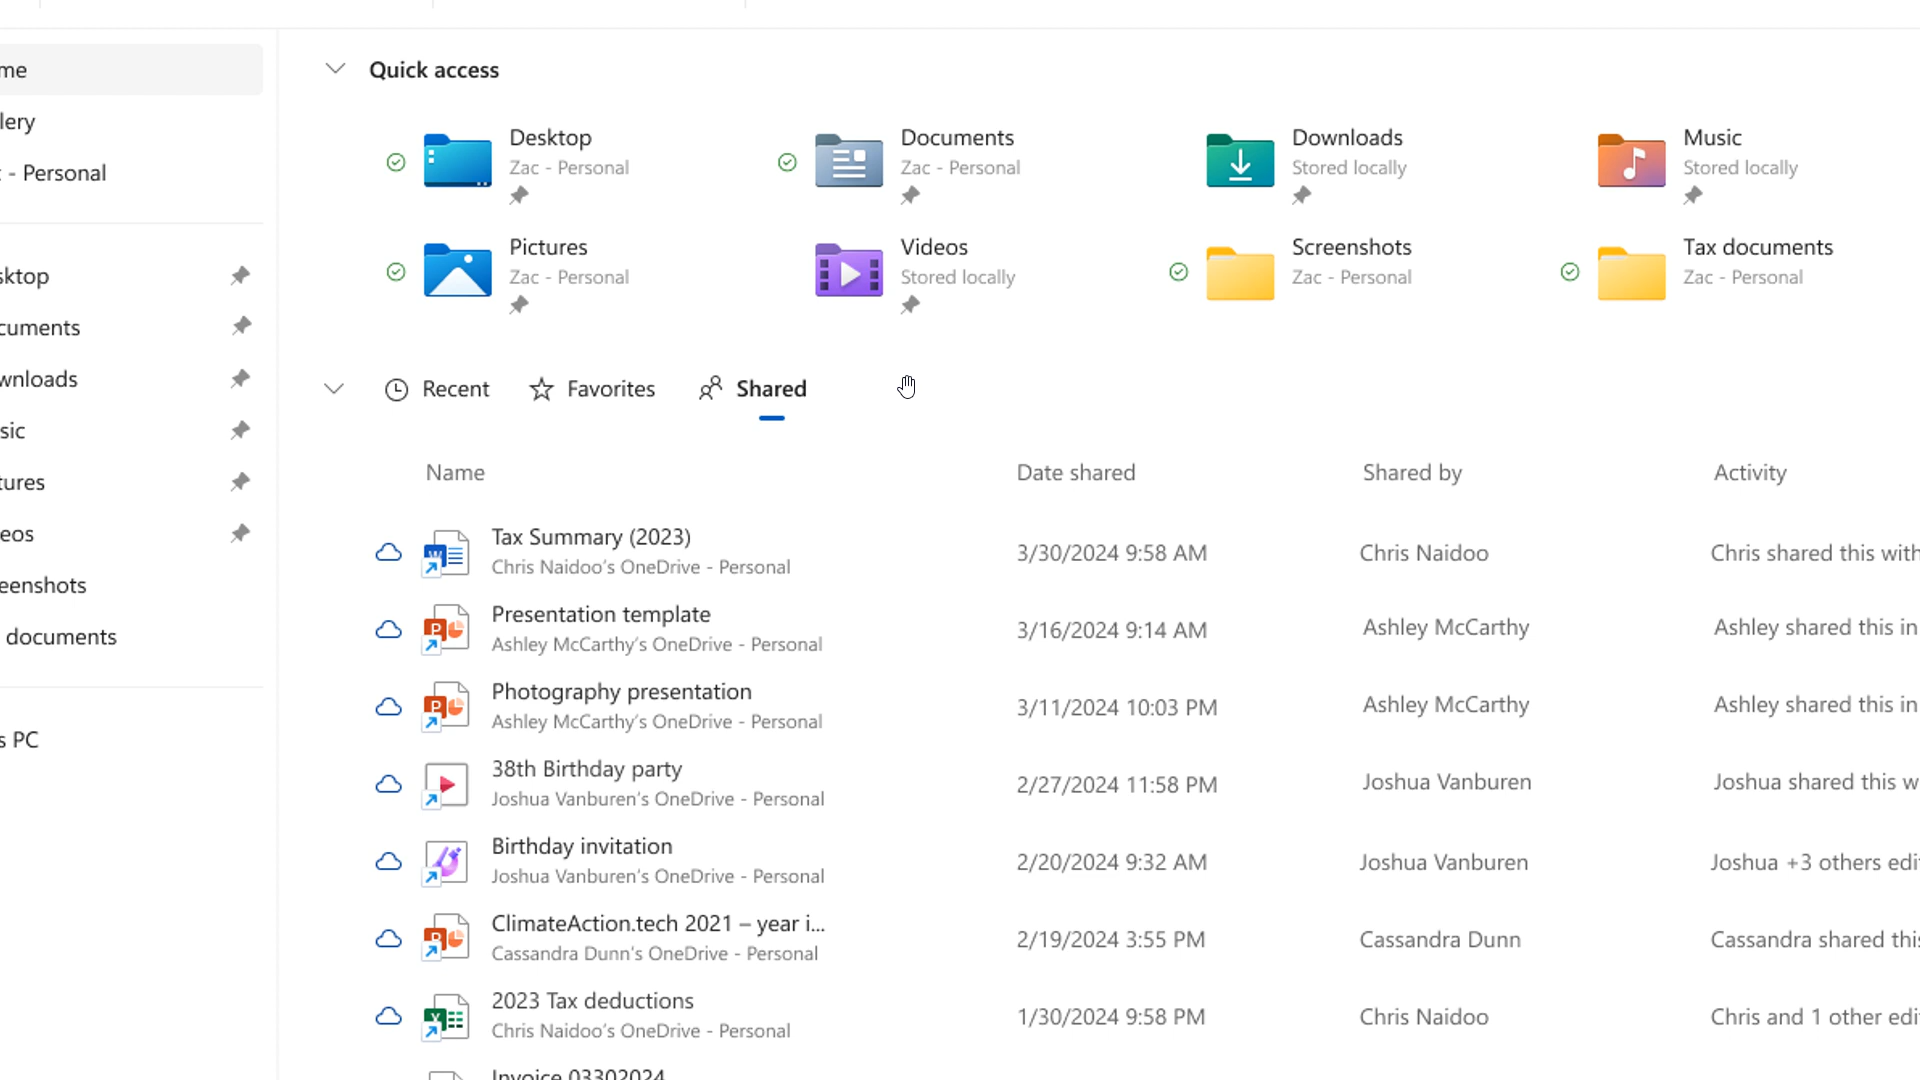 me
Quick access
lery
- Personal
Desktop
Zac - Personal
Documents
Zac - Personal
Downloads
Stored locally
Music
Stored locally
Pictures
Zac - Personal
Videos
Stored locally
Screenshots
Zac - Personal
Tax documents
Zac - Personal
sktop
cuments
wnloads
sic
tures
eos
eenshots
documents
s PC
Recent
Favorites
Shared
Name Date shared Shared by Activity
Tax Summary (2023)
Chris Naidoo's OneDrive - Personal
3/30/2024 9:58 AM
Chris Naidoo
Chris shared this with
Presentation template
Ashley McCarthy's OneDrive - Personal
3/16/2024 9:14 AM
Ashley McCarthy
Ashley shared this in
Photography presentation
Ashley McCarthy's OneDrive - Personal
3/11/2024 10:03 PM
Ashley McCarthy
Ashley shared this in
38th Birthday party
Joshua Vanburen's OneDrive - Personal
2/27/2024 11:58 PM
Joshua Vanburen
Joshua shared this w
Birthday invitation
Joshua Vanburen's OneDrive - Personal
2/20/2024 9:32 AM
Joshua Vanburen
Joshua +3 others edi
ClimateAction.tech 2021 – year i...
Cassandra Dunn's OneDrive - Personal
2/19/2024 3:55 PM
Cassandra Dunn
Cassandra shared this
2023 Tax deductions
Chris Naidoo's OneDrive - Personal
1/30/2024 9:58 PM
Chris Naidoo
Chris and 1 other edi
Invoice 03302024